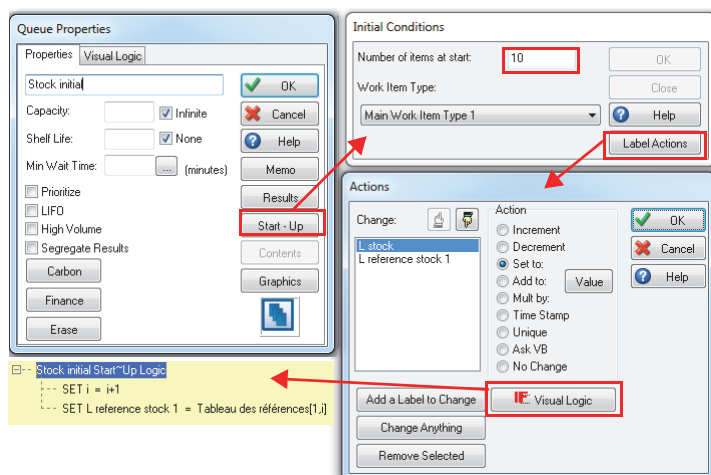 Queue Properties
Properties
Visual Logic
Stock initial
OK
Capacity:
Infinite
Cancel
Shelf Life:
None
Help
Min Wait Time:
...
(minutes)
Memo
Prioritize
Results
LIFO
High Volume
Start - Up
Segregate Results
Contents
Carbon
Graphics
Finance
Erase
Initial Conditions
Number of items at start:
10
OK
Work Item Type:
Close
Main Work Item Type 1
Help
Label Actions
Actions
Change:
Action
L stock
L reference stock 1
Increment
Decrement
Set to:
Add to:
Value
Mult by:
Time Stamp
Unique
Ask VB
No Change
OK
Cancel
Help
Add a Label to Change
Visual Logic
Change Anything
Remove Selected
Stock initial Start~Up Logic
SET i = i+1
SET L reference stock 1 = Tableau des références[1,i]